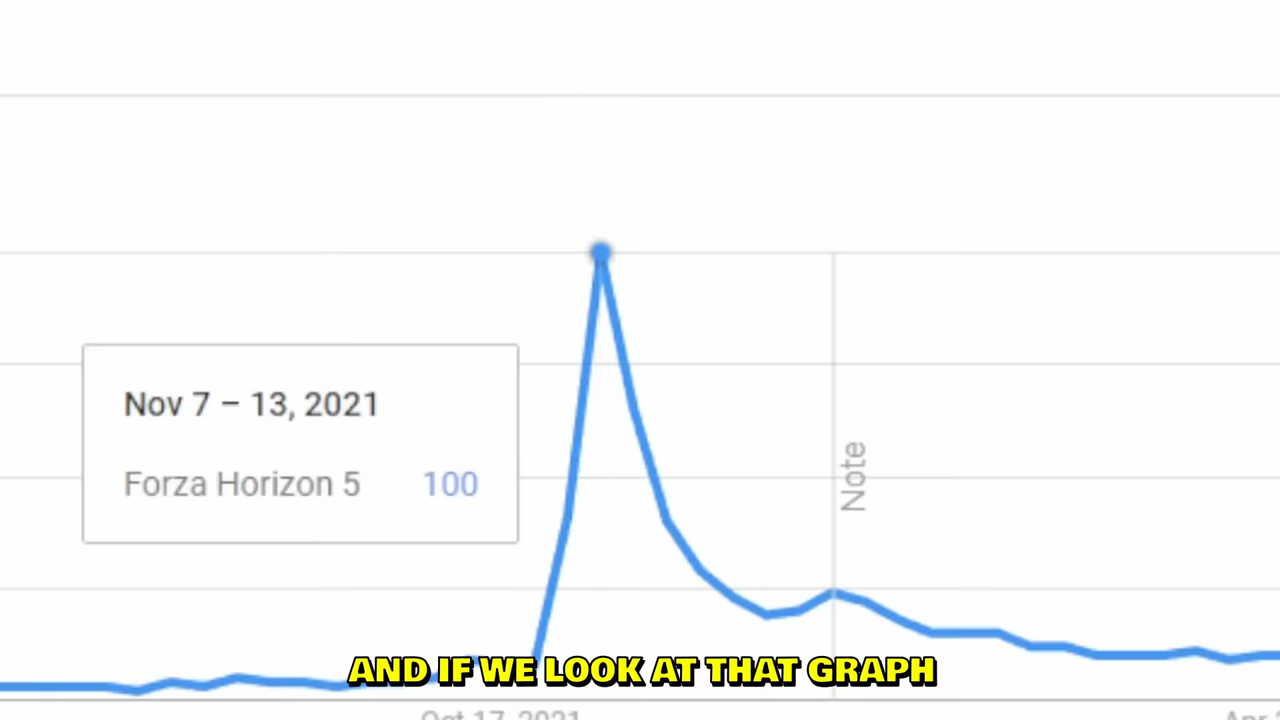 Nov 7 – 13, 2021
Forza Horizon 5 100
Note
AND IF WE LOOK AT THAT GRAPH
Oct 17, 2021